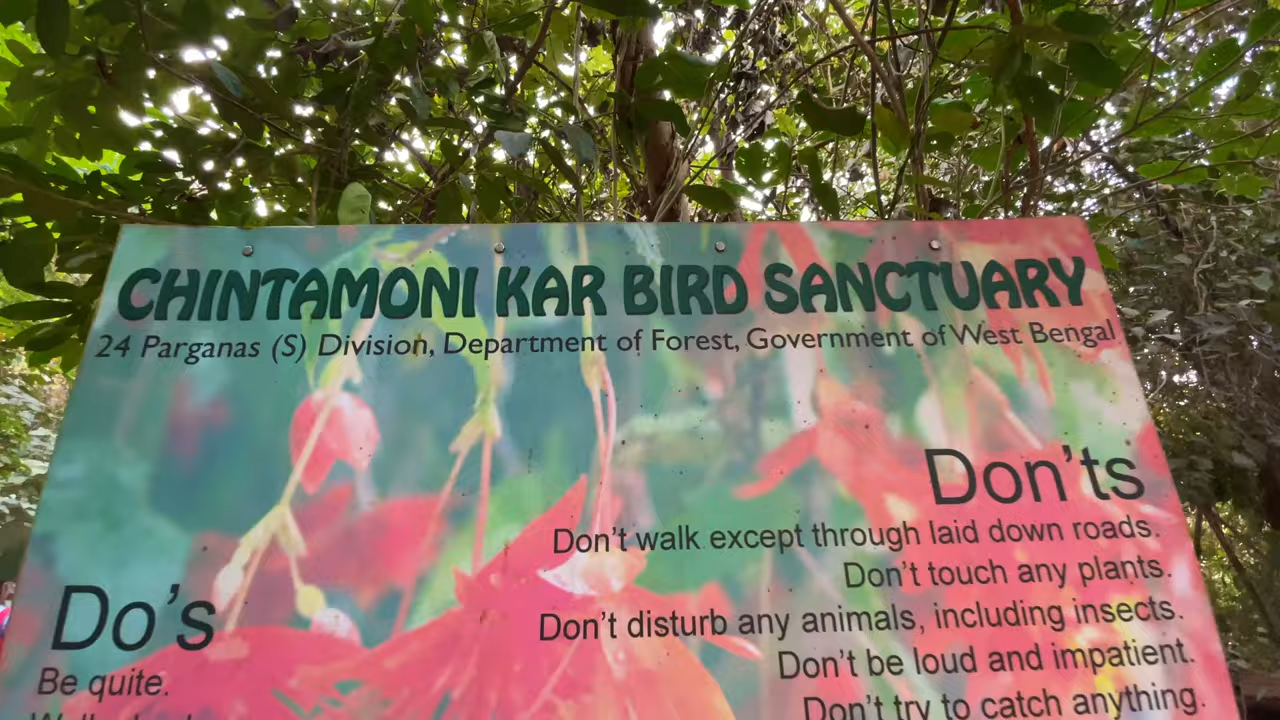 CHINTAMONI KAR BIRD SANCTUARY
24 Parganas (S) Division, Department of Forest, Government of West Bengal
Don'ts
Don't walk except through laid down roads.
Don't touch any plants.
Don't disturb any animals, including insects.
Don't be loud and impatient.
Don't try to catch anything.
Do's
Be quite.